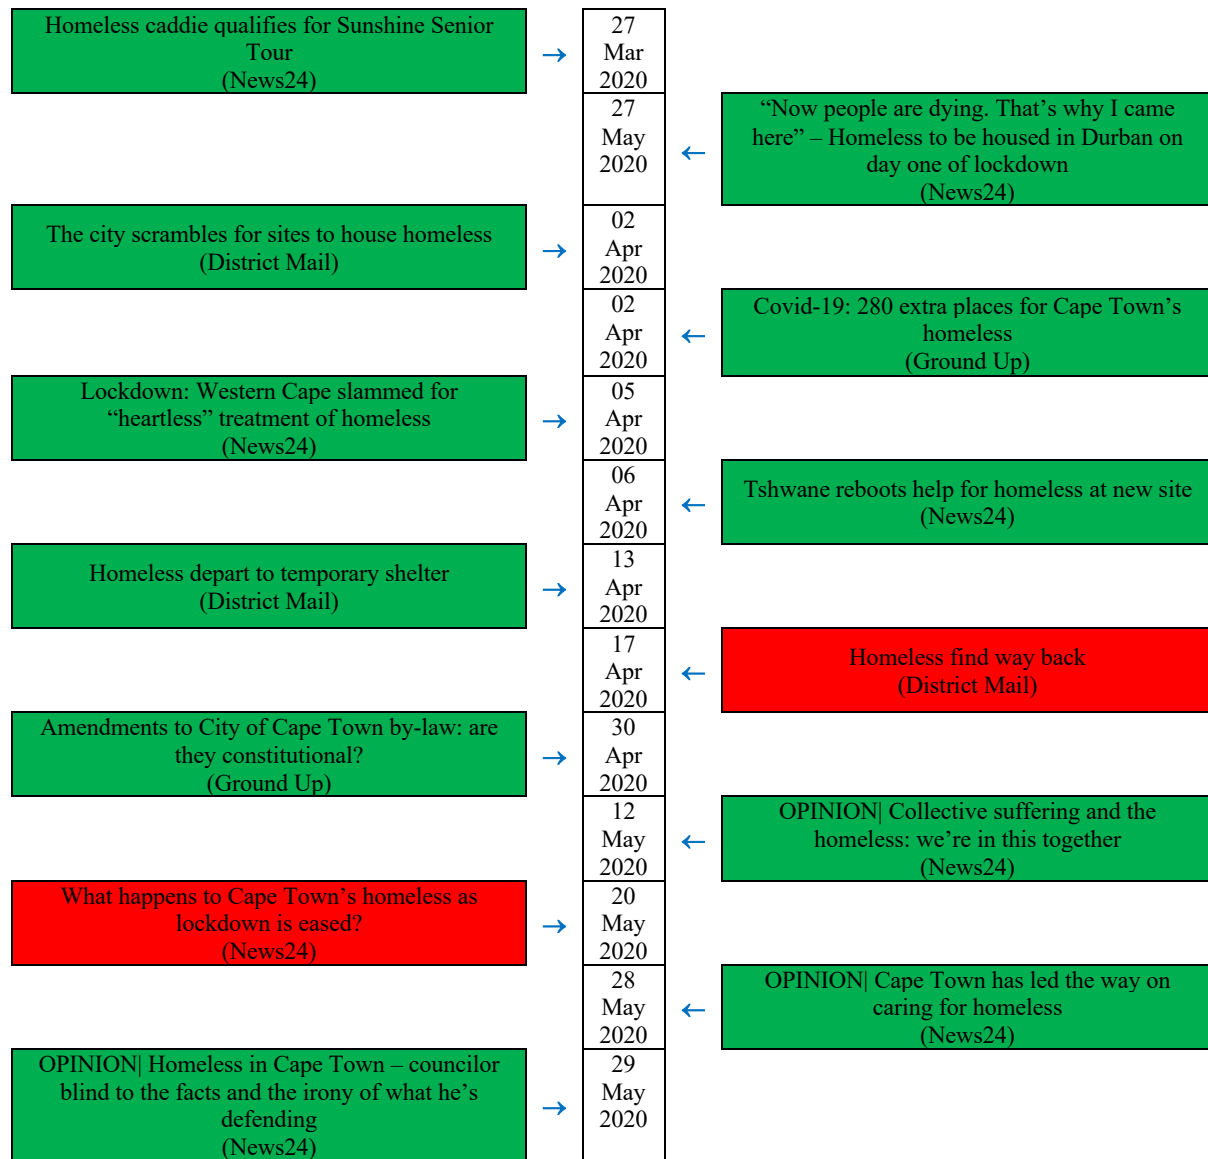 Homeless caddie qualifies for Sunshine Senior
Tour
(News24)
→
27
Mar
2020
27
May
2020
←
“Now people are dying. That’s why I came
here” – Homeless to be housed in Durban on
day one of lockdown
(News24)
The city scrambles for sites to house homeless
(District Mail)
→
02
Apr
2020
02
Apr
2020
←
Covid-19: 280 extra places for Cape Town’s
homeless
(Ground Up)
Lockdown: Western Cape slammed for
“heartless” treatment of homeless
(News24)
→
05
Apr
2020
06
Apr
2020
←
Tshwane reboots help for homeless at new site
(News24)
Homeless depart to temporary shelter
(District Mail)
→
13
Apr
2020
17
Apr
2020
←
Homeless find way back
(District Mail)
Amendments to City of Cape Town by-law: are
they constitutional?
(Ground Up)
→
30
Apr
2020
12
May
2020
←
OPINION| Collective suffering and the
homeless: we’re in this together
(News24)
What happens to Cape Town’s homeless as
lockdown is eased?
(News24)
→
20
May
2020
28
May
2020
←
OPINION| Cape Town has led the way on
caring for homeless
(News24)
OPINION| Homeless in Cape Town – councilor
blind to the facts and the irony of what he’s
defending
(News24)
→
29
May
2020